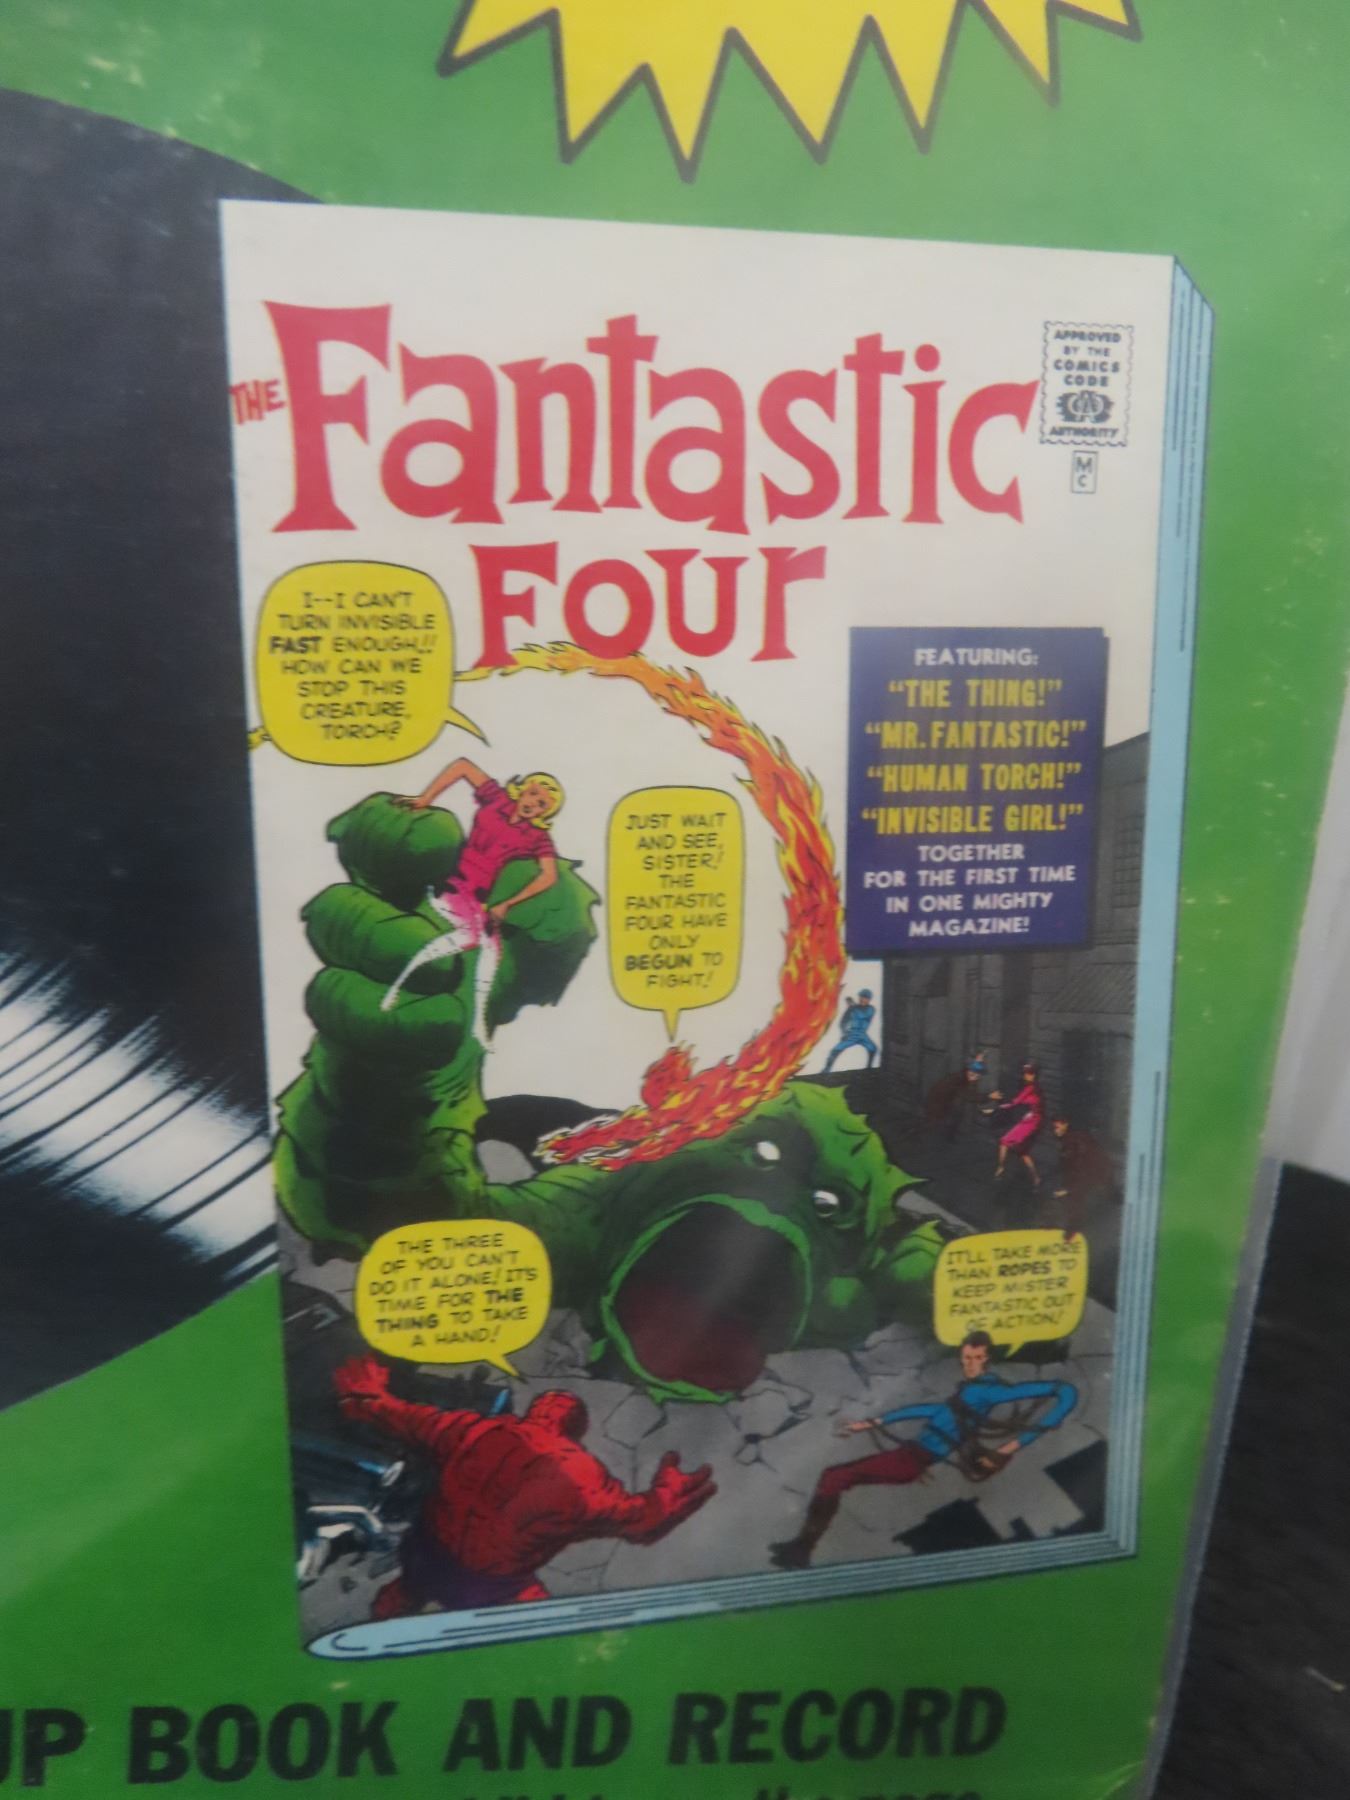 THE
Fantastic
Four
APPROVED
BY THE
COMICS
CODE
CA
AUTHORITY
M
C
I--I CAN'T
TURN INVISIBLE
FAST ENOUGH!!
HOW CAN WE
STOP THIS
CREATURE,
TORCH?
FEATURING:
"THE THING!"
"MR. FANTASTIC!"
"HUMAN TORCH!"
"INVISIBLE GIRL!"
TOGETHER
FOR THE FIRST TIME
IN ONE MIGHTY
MAGAZINE!
JUST WAIT
AND SEE,
SISTER!
THE
FANTASTIC
FOUR HAVE
ONLY
BEGUN TO
FIGHT!
THE THREE
OF YOU CAN'T
DO IT ALONE! IT'S
TIME FOR THE
THING TO TAKE
A HAND!
IT'LL TAKE MORE
THAN ROPES TO
KEEP MISTER
FANTASTIC OUT
OF ACTION!
UP BOOK AND RECORD